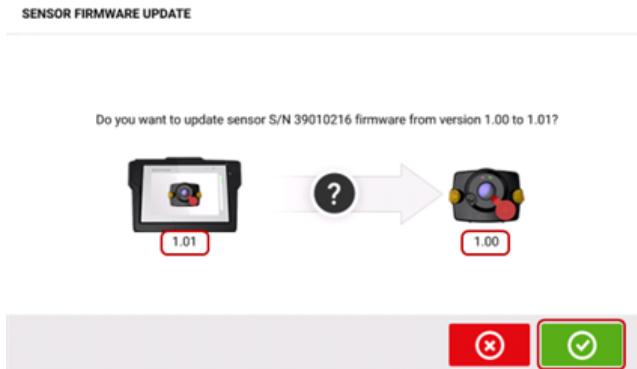 SENSOR FIRMWARE UPDATE
Do you want to update sensor S/N 39010216 firmware from version 1.00 to 1.01?
?
1.01
1.00